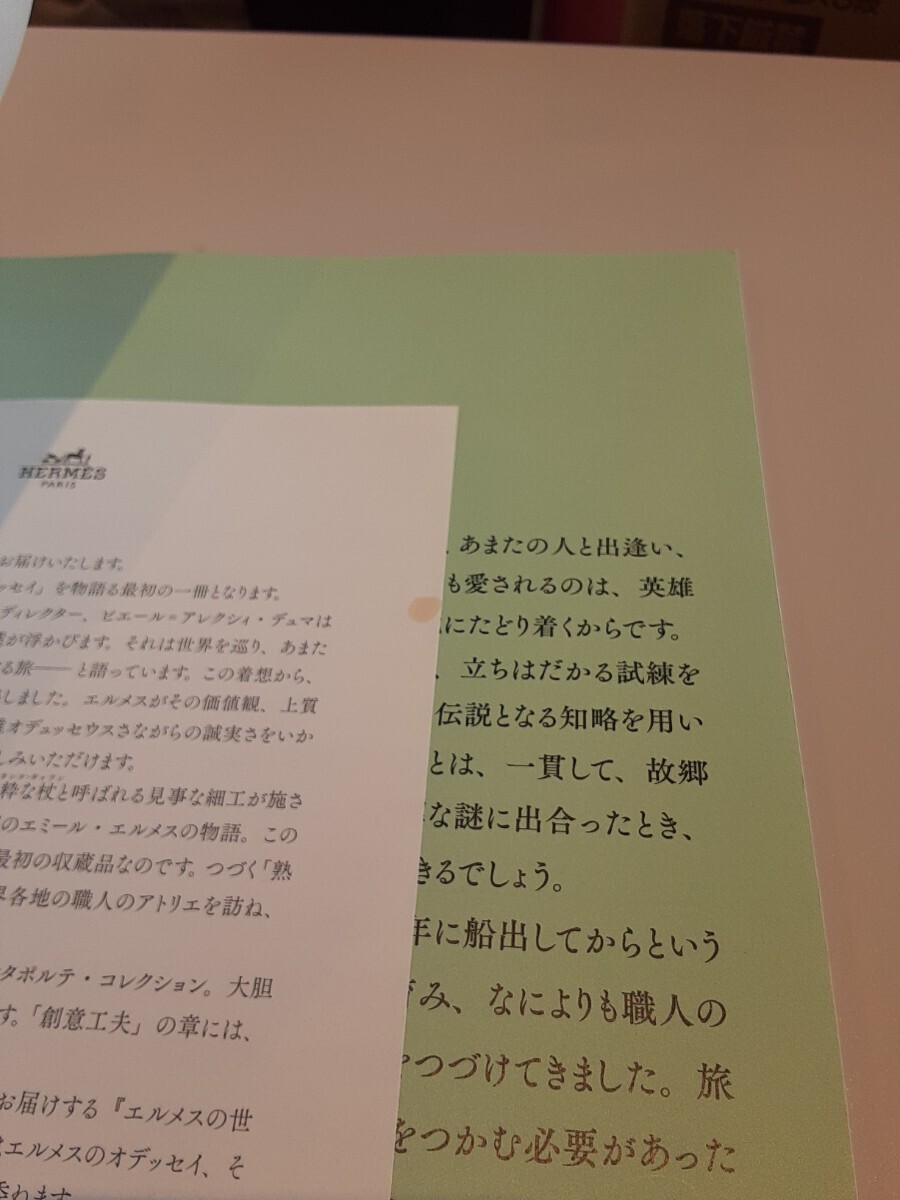 HERMES
PARIS
お届けいたします。
ッセイ」を物語る最初の一冊となります。
ディレクター、ピエール=アレクシィ・デュマは
が浮かびます。それは世界を巡り、あまた
る旅── と語っています。この着想から、
しました。エルメスがその価値観、上質
オデュッセウスさながらの誠実さをいか
しみいただけます。
粋な杖と呼ばれる見事な細工が施さ
のエミール・エルメスの物語。この
最初の収蔵品なのです。つづく「熟
界各地の職人のアトリエを訪ね、
タポルテ・コレクション。大胆
す。「創意工夫」の章には、
お届けする『エルメスの世
エルメスのオデッセイ、そ
あまたの人と出逢い、
も愛されるのは、英雄
にたどり着くからです。
、立ちはだかる試練を
伝説となる知略を用い
とは、一貫して、故郷
な謎に出合ったとき、
きるでしょう。
年に船出してからという
み、なによりも職人の
つづけてきました。旅
をつかむ必要があった